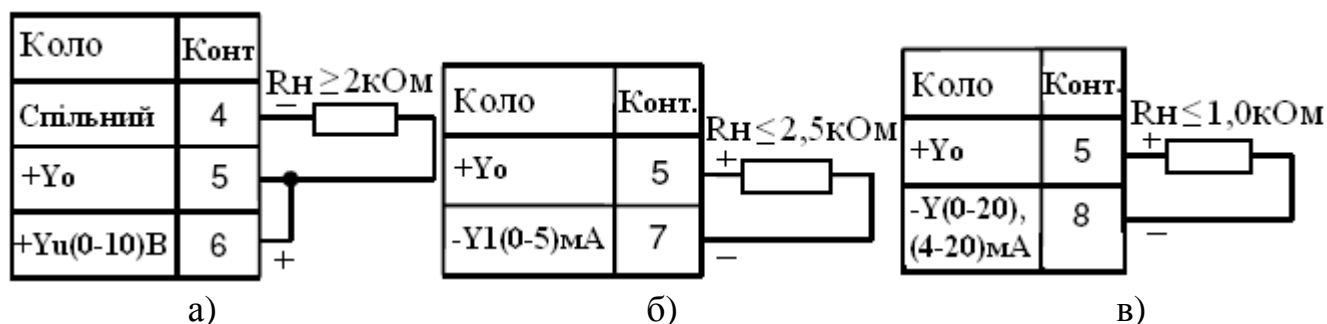 Коло Конт
Rн ≥2кОм
Спільний 4 –
+Yo 5
+Yu(0-10)В 6 +
а)
Коло Конт.
Rн≤2,5кОм
+Yo 5 +
-Y1(0-5)мА 7 –
б)
Коло Конт.
Rн≤1,0кОм
+Yo 5 +
-Y(0-20), 8
(4-20)мА –
в)